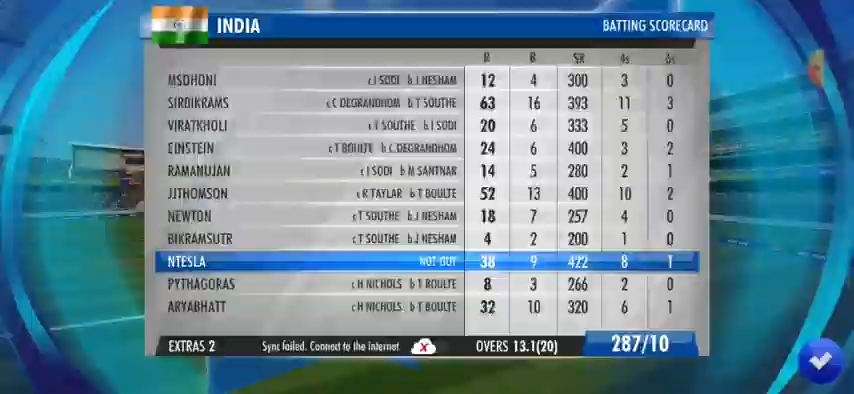 INDIA BATTING SCORECARD
R B SR 4s 6s
MSDHONI c I SODI b J NESHAM 12 4 300 3 0
SIRDIKRAMS c C DEGRANDHOM b T SOUTHE 63 16 393 11 3
VIRATKHOLI c T SOUTHE b I SODI 20 6 333 5 0
EINSTEIN c T BOULTE b C DEGRANDHOM 24 6 400 3 2
RAMANUJAN c I SODI b M SANTNAR 14 5 280 2 1
JJTHOMSON c R TAYLAR b T BOULTE 52 13 400 10 2
NEWTON c T SOUTHE b J NESHAM 18 7 257 4 0
BIKRAMSUTR c T SOUTHE b J NESHAM 4 2 200 1 0
NTESLA NOT OUT 38 9 422 8 1
PYTHAGORAS c H NICHOLS b T BOULTE 8 3 266 2 0
ARYABHATT c H NICHOLS b T BOULTE 32 10 320 6 1
EXTRAS 2 Sync failed. Connect to the internet OVERS 13.1(20) 287/10